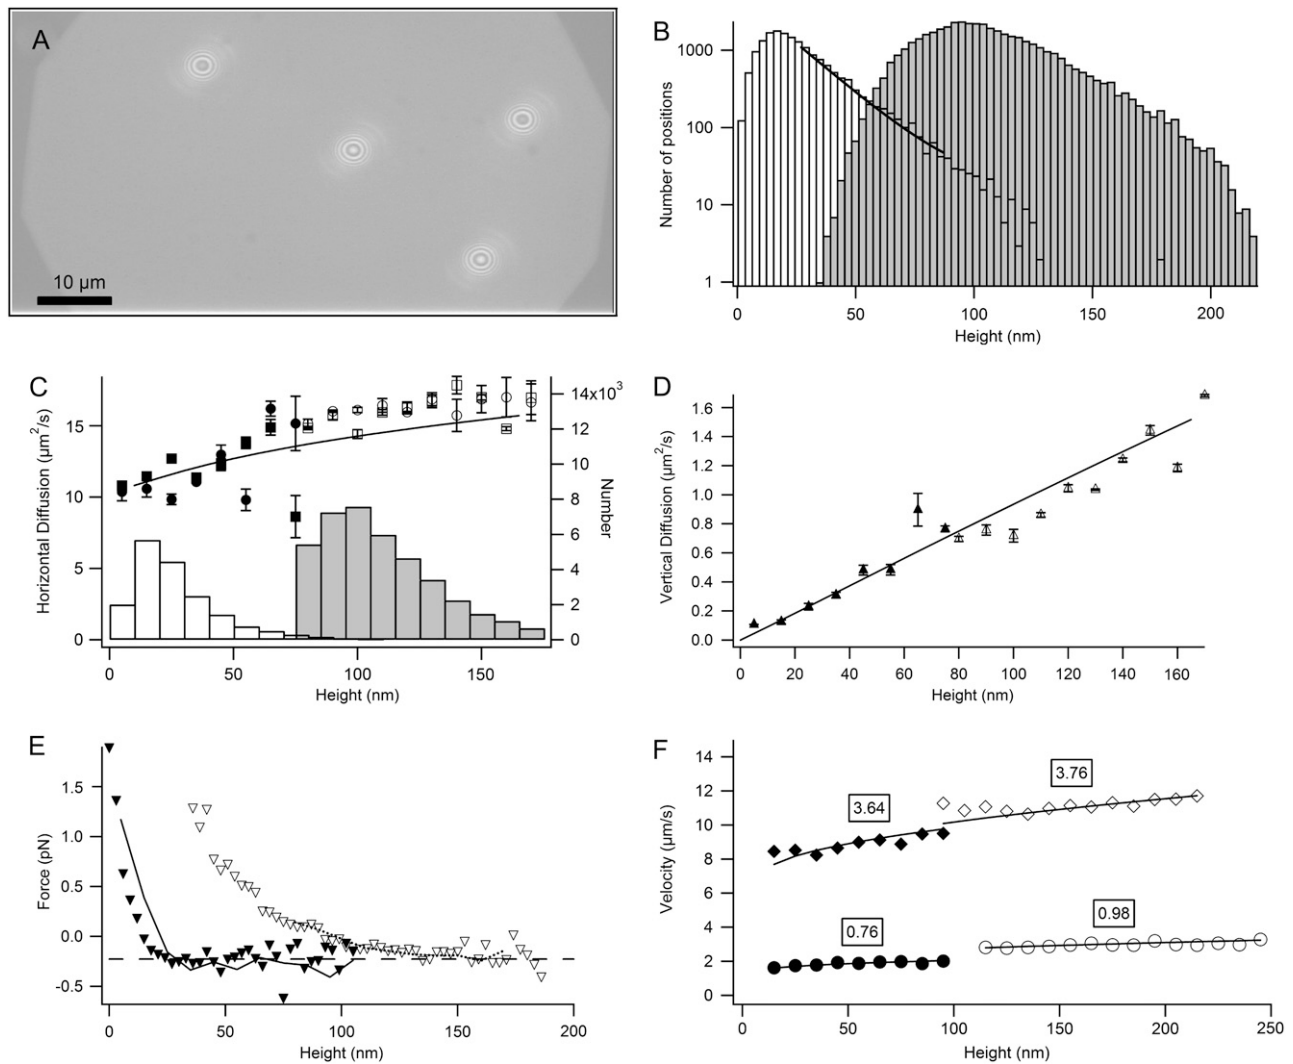 A
10 µm
B
Number of positions
1000
100
10
1
0 50 100 150 200
Height (nm)
C
Horizontal Diffusion (µm²/s)
15
10
5
0
14x10³
12
10
8
6
4
2
0
Number
0 50 100 150
Height (nm)
D
Vertical Diffusion (µm²/s)
1.6
1.4
1.2
1.0
0.8
0.6
0.4
0.2
0.0
0 20 40 60 80 100 120 140 160
Height (nm)
E
Force (pN)
1.5
1.0
0.5
0.0
-0.5
0 50 100 150 200
Height (nm)
F
Velocity (µm/s)
14
12
10
8
6
4
2
0
3.76
3.64
0.98
0.76
0 50 100 150 200 250
Height (nm)